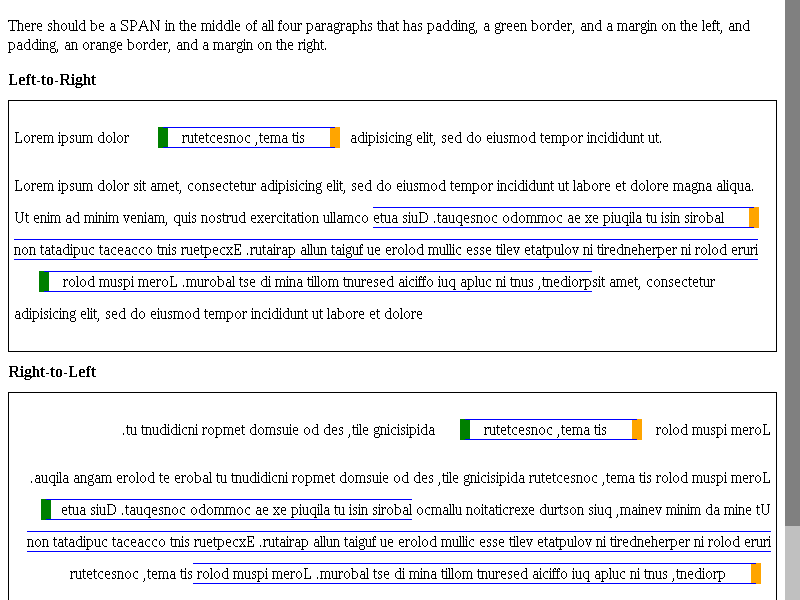 There should be a SPAN in the middle of all four paragraphs that has padding, a green border, and a margin on the left, and
padding, an orange border, and a margin on the right.
Left-to-Right
Lorem ipsum dolor rutetcesnoc ,tema tis adipisicing elit, sed do eiusmod tempor incididunt ut.
Lorem ipsum dolor sit amet, consectetur adipisicing elit, sed do eiusmod tempor incididunt ut labore et dolore magna aliqua.
Ut enim ad minim veniam, quis nostrud exercitation ullamco etua siuD .tauqesnoc odommoc ae xe piuqila tu isin sirobal
non tatadipuc taceacco tnis ruetpecxE .rutairap allun taiguf ue erolod mullic esse tilev etatpulov ni tiredneherper ni rolod eruri
rolod muspi meroL .murobal tse di mina tillom tnuresed aiciffo iuq apluc ni tnus ,tnediorpsit amet, consectetur
adipisicing elit, sed do eiusmod tempor incididunt ut labore et dolore
Right-to-Left
.tu tnudidicni ropmet domsuie od des ,tile gnicisipida rutetcesnoc ,tema tis rolod muspi meroL
.auqila angam erolod te erobal tu tnudidicni ropmet domsuie od des ,tile gnicisipida rutetcesnoc ,tema tis rolod muspi meroL
etua siuD .tauqesnoc odommoc ae xe piuqila tu isin sirobal ocmallu noitaticrexe durtson siuq ,mainev minim da mine tU
non tatadipuc taceacco tnis ruetpecxE .rutairap allun taiguf ue erolod mullic esse tilev etatpulov ni tiredneherper ni rolod eruri
rutetcesnoc ,tema tis rolod muspi meroL .murobal tse di mina tillom tnuresed aiciffo iuq apluc ni tnus ,tnediorp